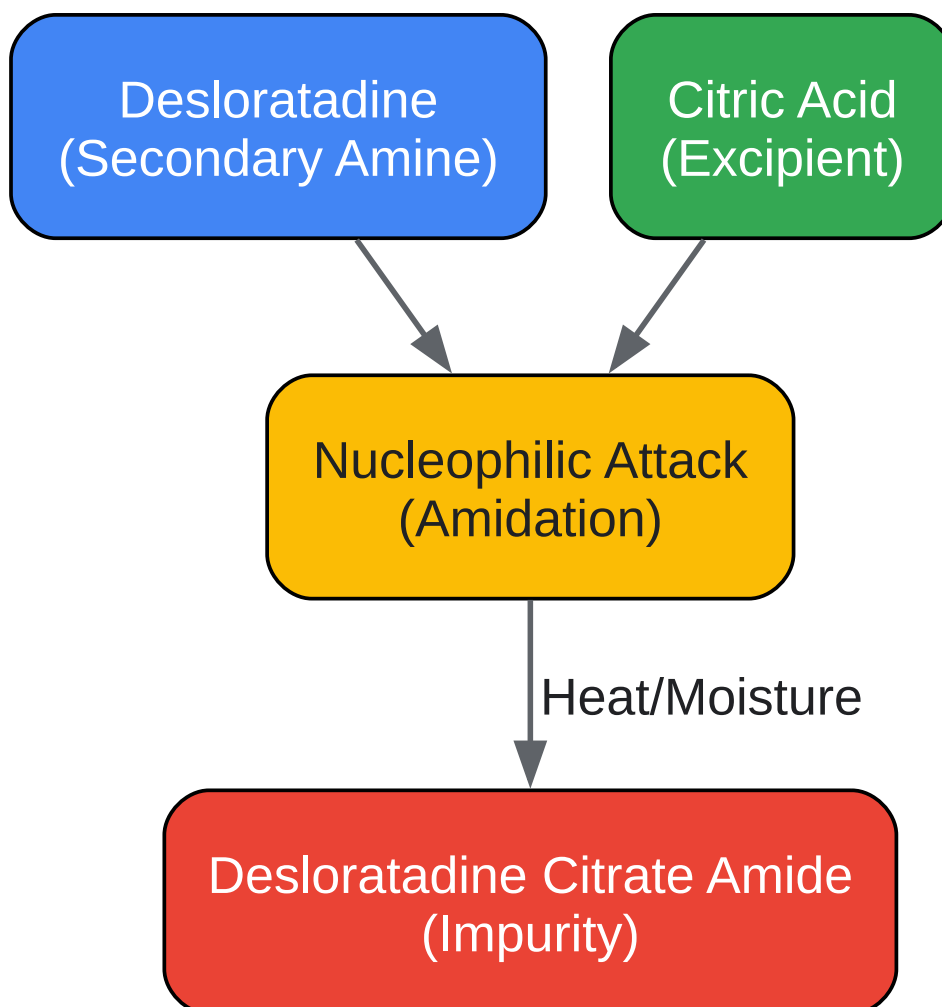 Desloratadine
(Secondary Amine)
Citric Acid
(Excipient)
Nucleophilic Attack
(Amidation)
Heat/Moisture
Desloratadine Citrate Amide
(Impurity)